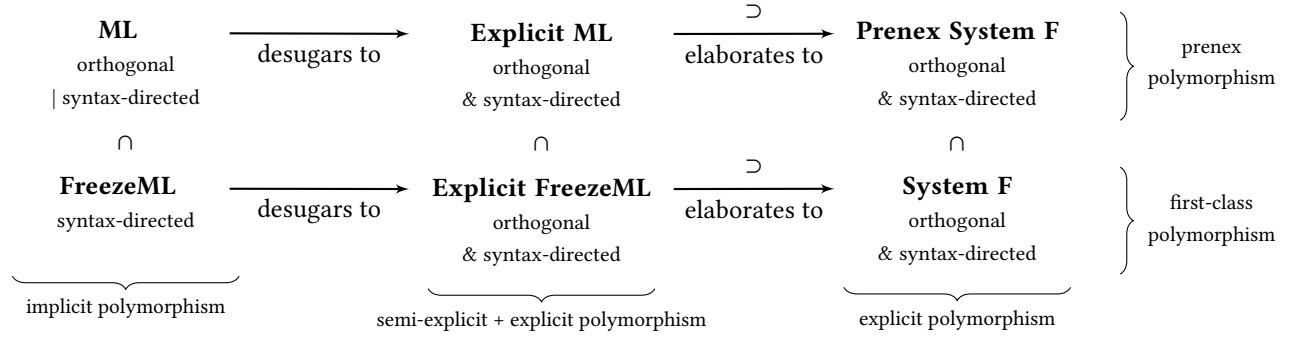 ML
desugars to
Explicit ML
⊃
elaborates to
Prenex System F
orthogonal
| syntax-directed
orthogonal
& syntax-directed
orthogonal
& syntax-directed
prenex
polymorphism
∩
∩
∩
FreezeML
desugars to
Explicit FreezeML
⊃
elaborates to
System F
syntax-directed
orthogonal
& syntax-directed
orthogonal
& syntax-directed
first-class
polymorphism
implicit polymorphism
semi-explicit + explicit polymorphism
explicit polymorphism